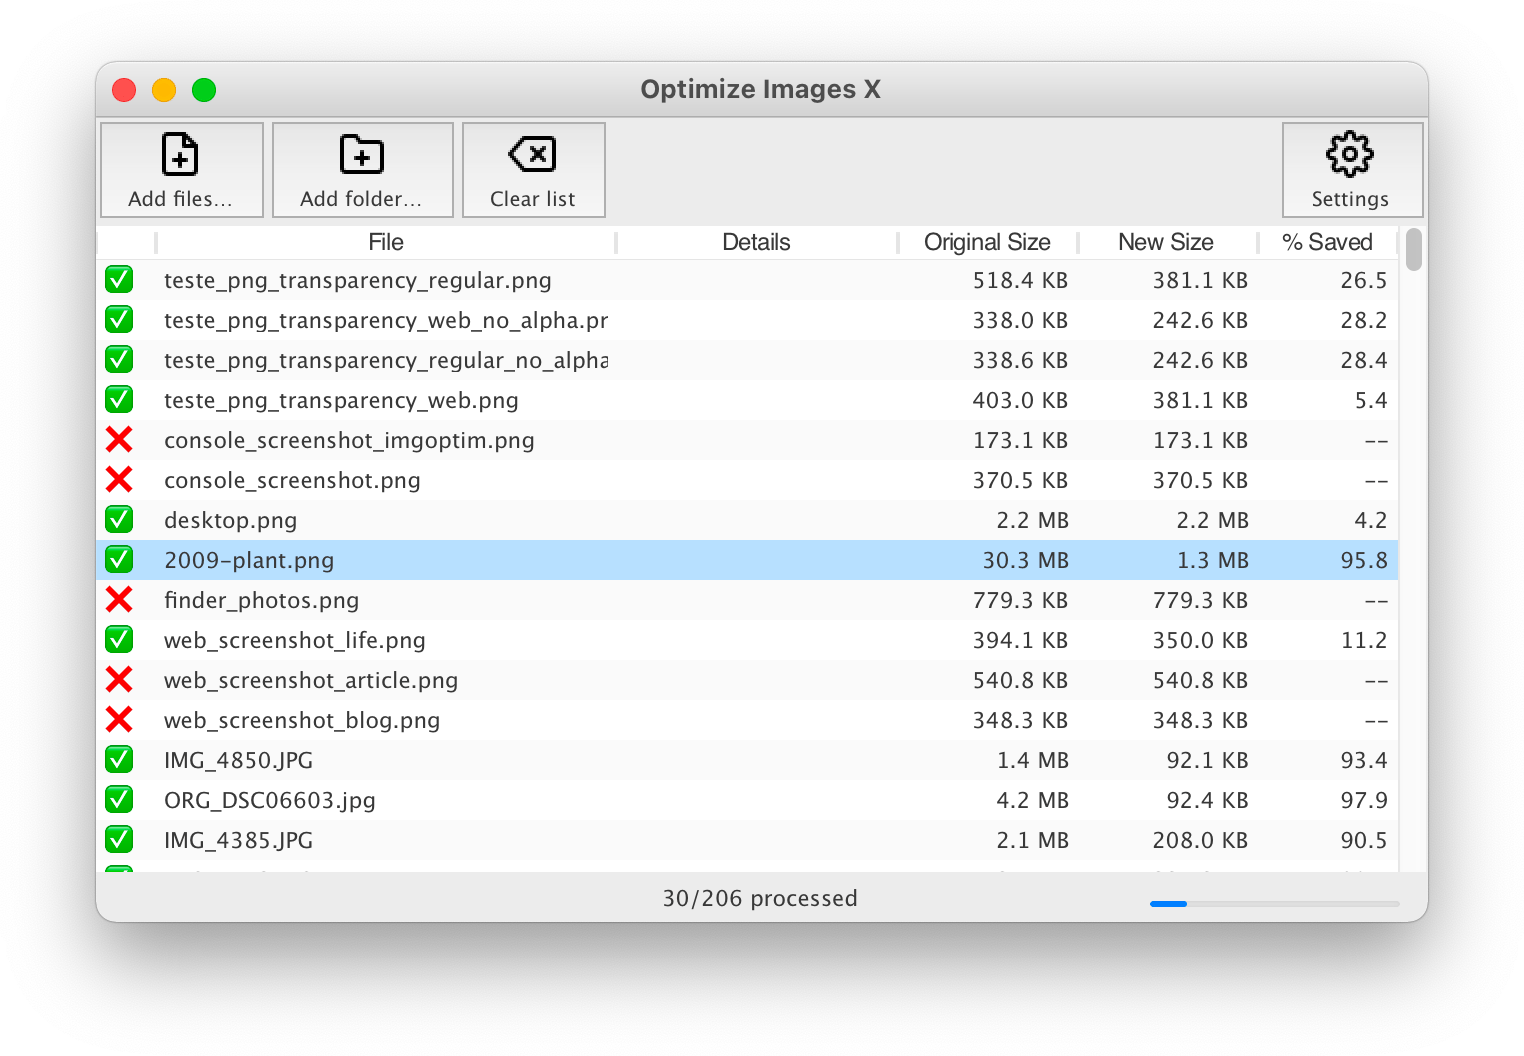 Optimize Images X
Add files... Add folder... Clear list Settings
File Details Original Size New Size % Saved
teste_png_transparency_regular.png 518.4 KB 381.1 KB 26.5
teste_png_transparency_web_no_alpha.pr 338.0 KB 242.6 KB 28.2
teste_png_transparency_regular_no_alpha 338.6 KB 242.6 KB 28.4
teste_png_transparency_web.png 403.0 KB 381.1 KB 5.4
console_screenshot_imgoptim.png 173.1 KB 173.1 KB --
console_screenshot.png 370.5 KB 370.5 KB --
desktop.png 2.2 MB 2.2 MB 4.2
2009-plant.png 30.3 MB 1.3 MB 95.8
finder_photos.png 779.3 KB 779.3 KB --
web_screenshot_life.png 394.1 KB 350.0 KB 11.2
web_screenshot_article.png 540.8 KB 540.8 KB --
web_screenshot_blog.png 348.3 KB 348.3 KB --
IMG_4850.JPG 1.4 MB 92.1 KB 93.4
ORG_DSC06603.jpg 4.2 MB 92.4 KB 97.9
IMG_4385.JPG 2.1 MB 208.0 KB 90.5
30/206 processed